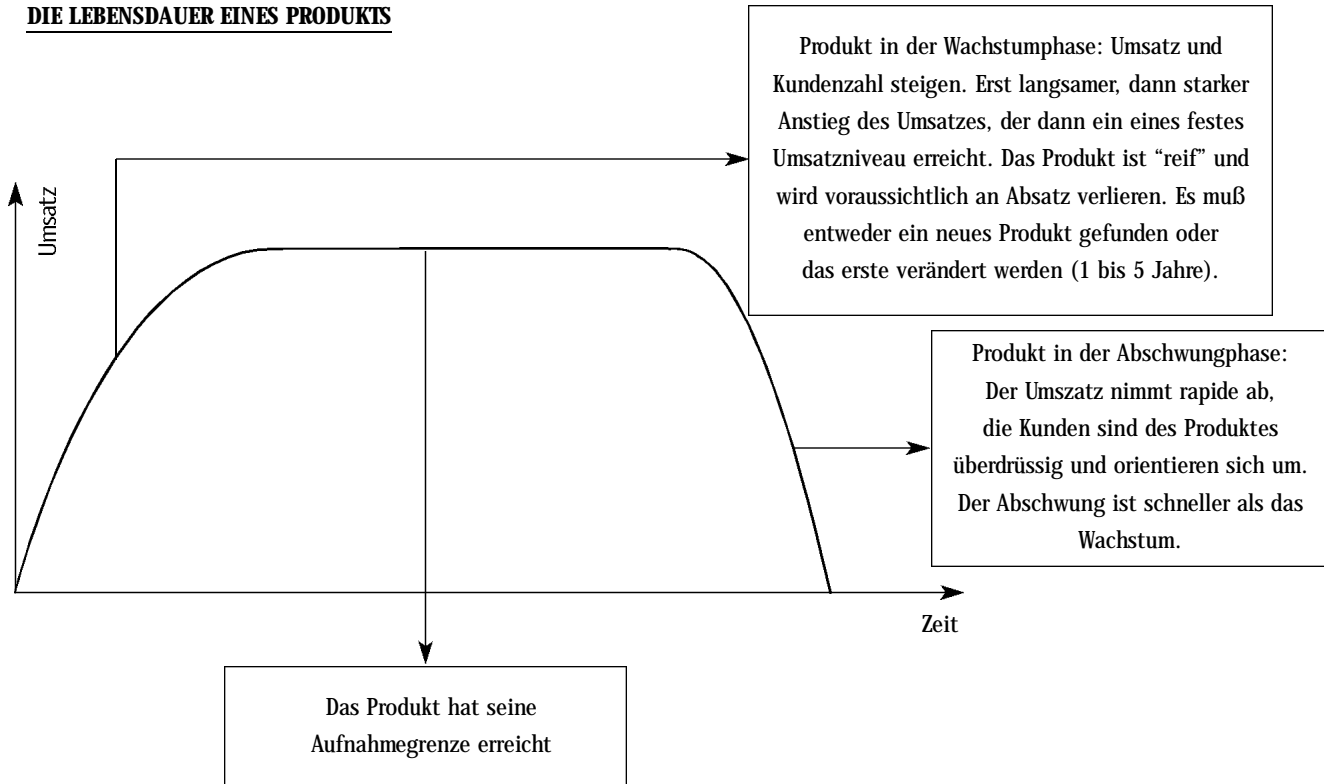 DIE LEBENSDAUER EINES PRODUKTS
Produkt in der Wachstumphase: Umsatz und
Kundenzahl steigen. Erst langsamer, dann starker
Anstieg des Umsatzes, der dann ein eines festes
Umsatzniveau erreicht. Das Produkt ist “reif” und
wird voraussichtlich an Absatz verlieren. Es muß
entweder ein neues Produkt gefunden oder
das erste verändert werden (1 bis 5 Jahre).
Umsatz
Produkt in der Abschwungphase:
Der Umszatz nimmt rapide ab,
die Kunden sind des Produktes
überdrüssig und orientieren sich um.
Der Abschwung ist schneller als das
Wachstum.
Zeit
Das Produkt hat seine
Aufnahmegrenze erreicht